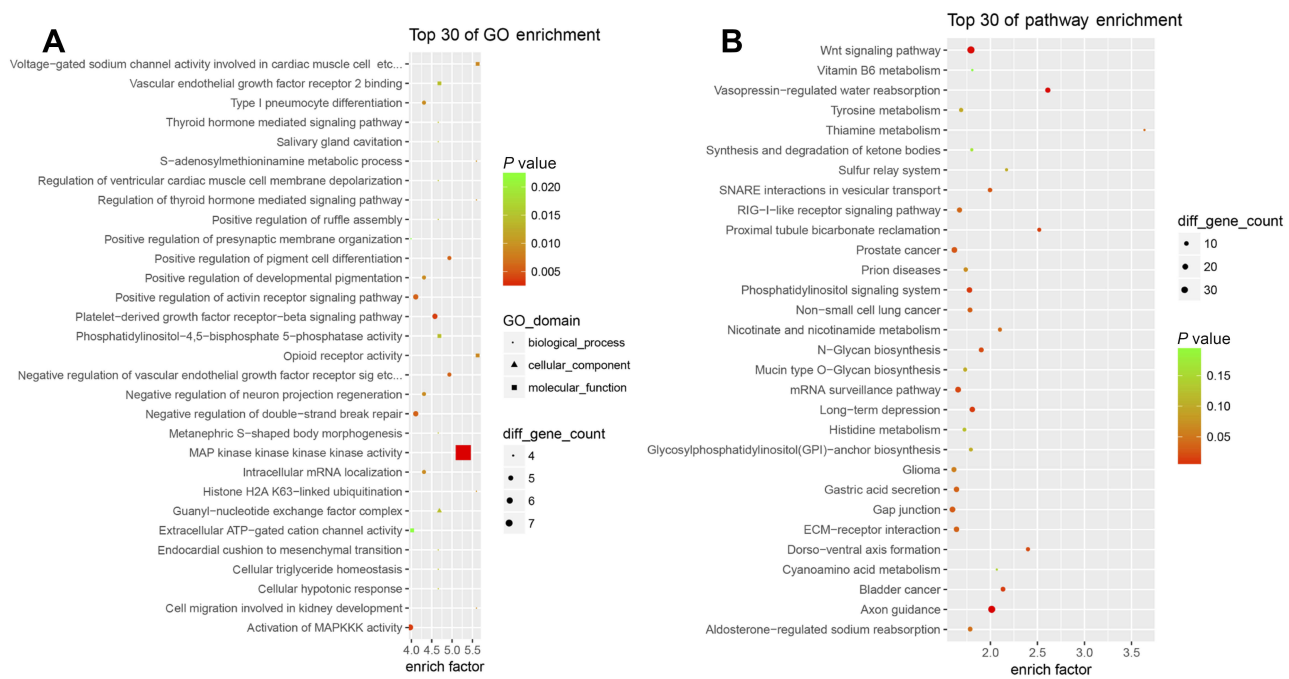 A
Top 30 of GO enrichment
Voltage-gated sodium channel activity involved in cardiac muscle cell etc...
Vascular endothelial growth factor receptor 2 binding
Type I pneumocyte differentiation
Thyroid hormone mediated signaling pathway
Salivary gland cavitation
S-adenosylmethioninamine metabolic process
Regulation of ventricular cardiac muscle cell membrane depolarization
Regulation of thyroid hormone mediated signaling pathway
Positive regulation of ruffle assembly
Positive regulation of presynaptic membrane organization
Positive regulation of pigment cell differentiation
Positive regulation of developmental pigmentation
Positive regulation of activin receptor signaling pathway
Platelet-derived growth factor receptor-beta signaling pathway
Phosphatidylinositol-4,5-bisphosphate 5-phosphatase activity
Opioid receptor activity
Negative regulation of vascular endothelial growth factor receptor sig etc...
Negative regulation of neuron projection regeneration
Negative regulation of double-strand break repair
Metanephric S-shaped body morphogenesis
MAP kinase kinase kinase kinase activity
Intracellular mRNA localization
Histone H2A K63-linked ubiquitination
Guanyl-nucleotide exchange factor complex
Extracellular ATP-gated cation channel activity
Endocardial cushion to mesenchymal transition
Cellular triglyceride homeostasis
Cellular hypotonic response
Cell migration involved in kidney development
Activation of MAPKKK activity
4.0 4.5 5.0 5.5
enrich factor
P value
0.020
0.015
0.010
0.005
GO_domain
biological_process
cellular_component
molecular_function
diff_gene_count
4
5
6
7
B
Top 30 of pathway enrichment
Wnt signaling pathway
Vitamin B6 metabolism
Vasopressin-regulated water reabsorption
Tyrosine metabolism
Thiamine metabolism
Synthesis and degradation of ketone bodies
Sulfur relay system
SNARE interactions in vesicular transport
RIG-I-like receptor signaling pathway
Proximal tubule bicarbonate reclamation
Prostate cancer
Prion diseases
Phosphatidylinositol signaling system
Non-small cell lung cancer
Nicotinate and nicotinamide metabolism
N-Glycan biosynthesis
Mucin type O-Glycan biosynthesis
mRNA surveillance pathway
Long-term depression
Histidine metabolism
Glycosylphosphatidylinositol(GPI)-anchor biosynthesis
Glioma
Gastric acid secretion
Gap junction
ECM-receptor interaction
Dorso-ventral axis formation
Cyanoamino acid metabolism
Bladder cancer
Axon guidance
Aldosterone-regulated sodium reabsorption
2.0 2.5 3.0 3.5
enrich factor
diff_gene_count
10
20
30
P value
0.15
0.10
0.05